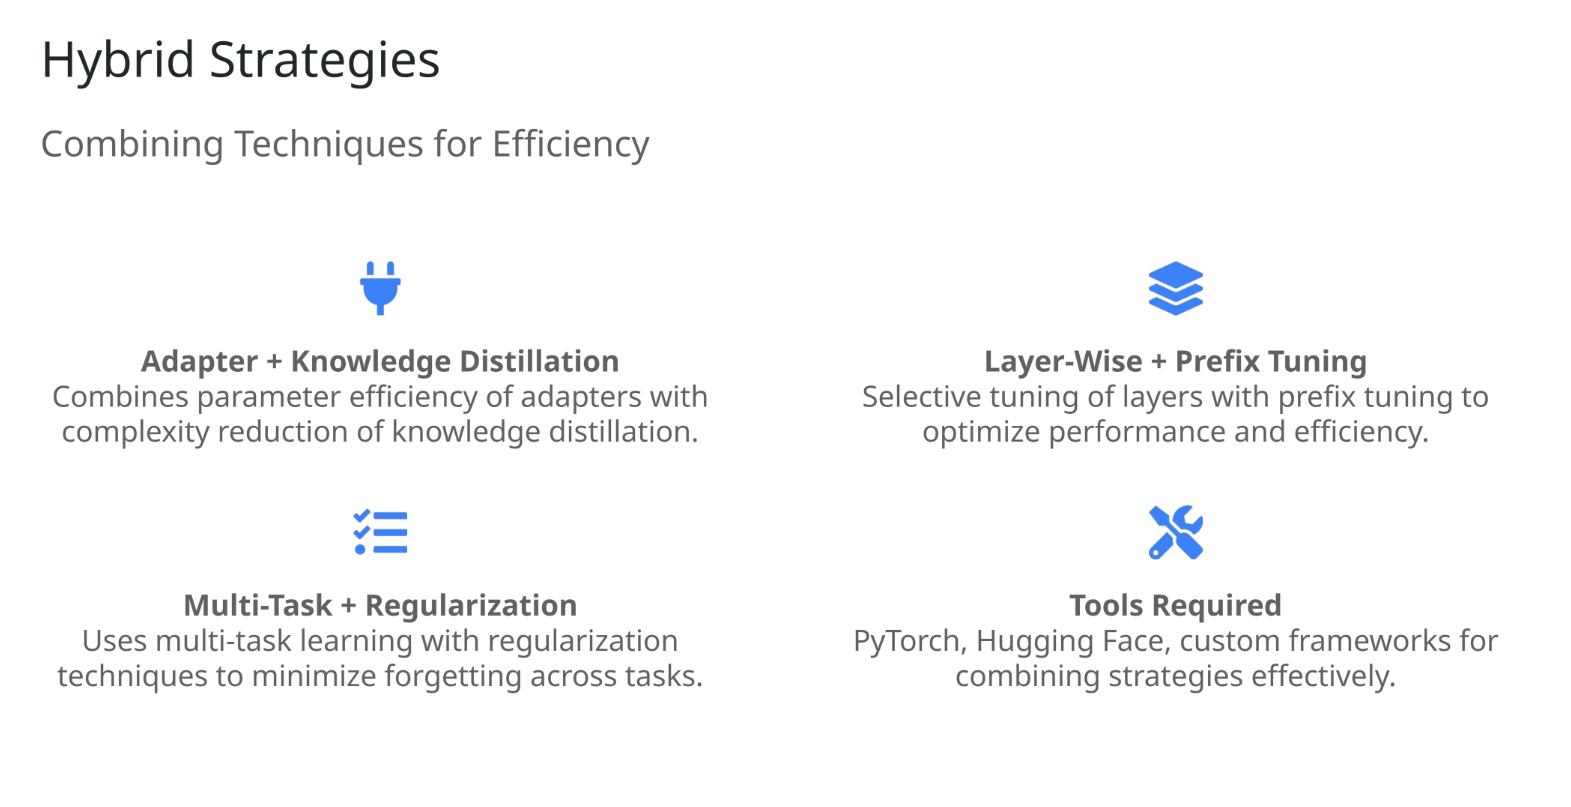 Hybrid Strategies
Combining Techniques for Efficiency
Adapter + Knowledge Distillation
Combines parameter efficiency of adapters with
complexity reduction of knowledge distillation.
Layer-Wise + Prefix Tuning
Selective tuning of layers with prefix tuning to
optimize performance and efficiency.
Multi-Task + Regularization
Uses multi-task learning with regularization
techniques to minimize forgetting across tasks.
Tools Required
PyTorch, Hugging Face, custom frameworks for
combining strategies effectively.